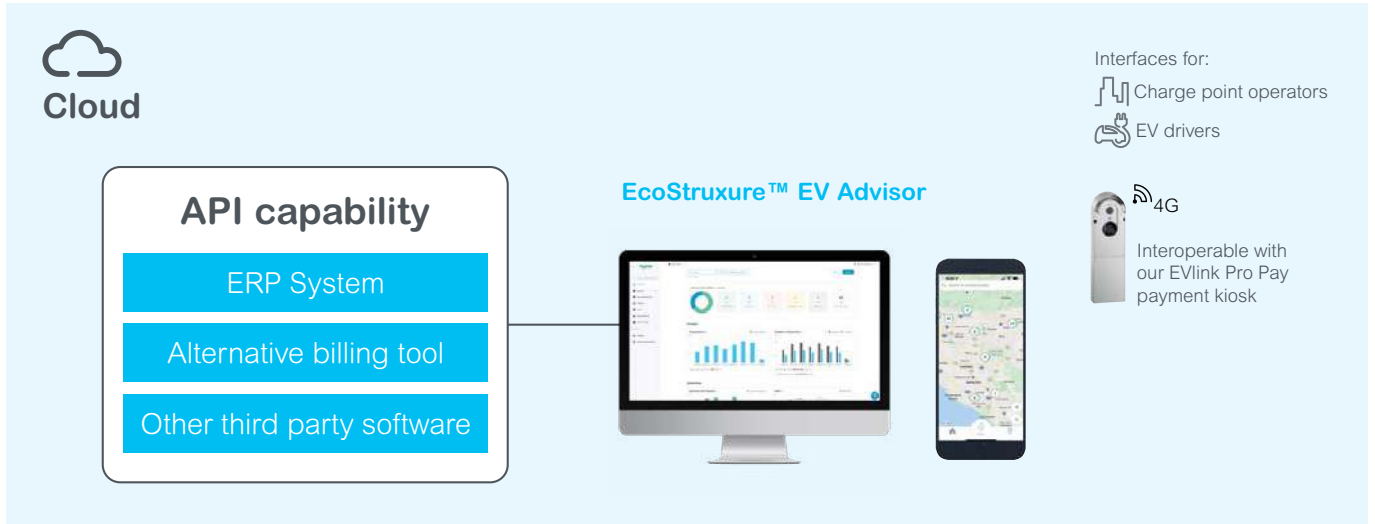 Cloud
API capability
ERP System
Alternative billing tool
Other third party software
EcoStruxure™ EV Advisor
Interfaces for:
Charge point operators
EV drivers
4G
Interoperable with
our EVlink Pro Pay
payment kiosk